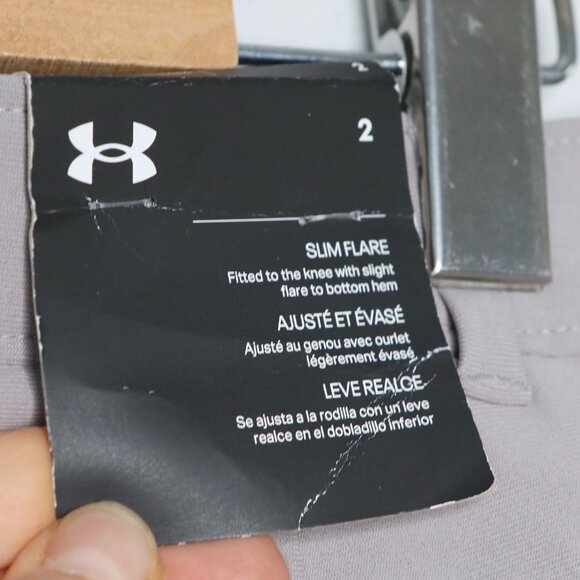 2
SLIM FLARE
Fitted to the knee with slight
flare to bottom hem
AJUSTÉ ET ÉVASÉ
Ajusté au genou avec ourlet
légèrement évasé
LEVE REALCE
Se ajusta a la rodilla con un leve
realce en el dobladillo inferior